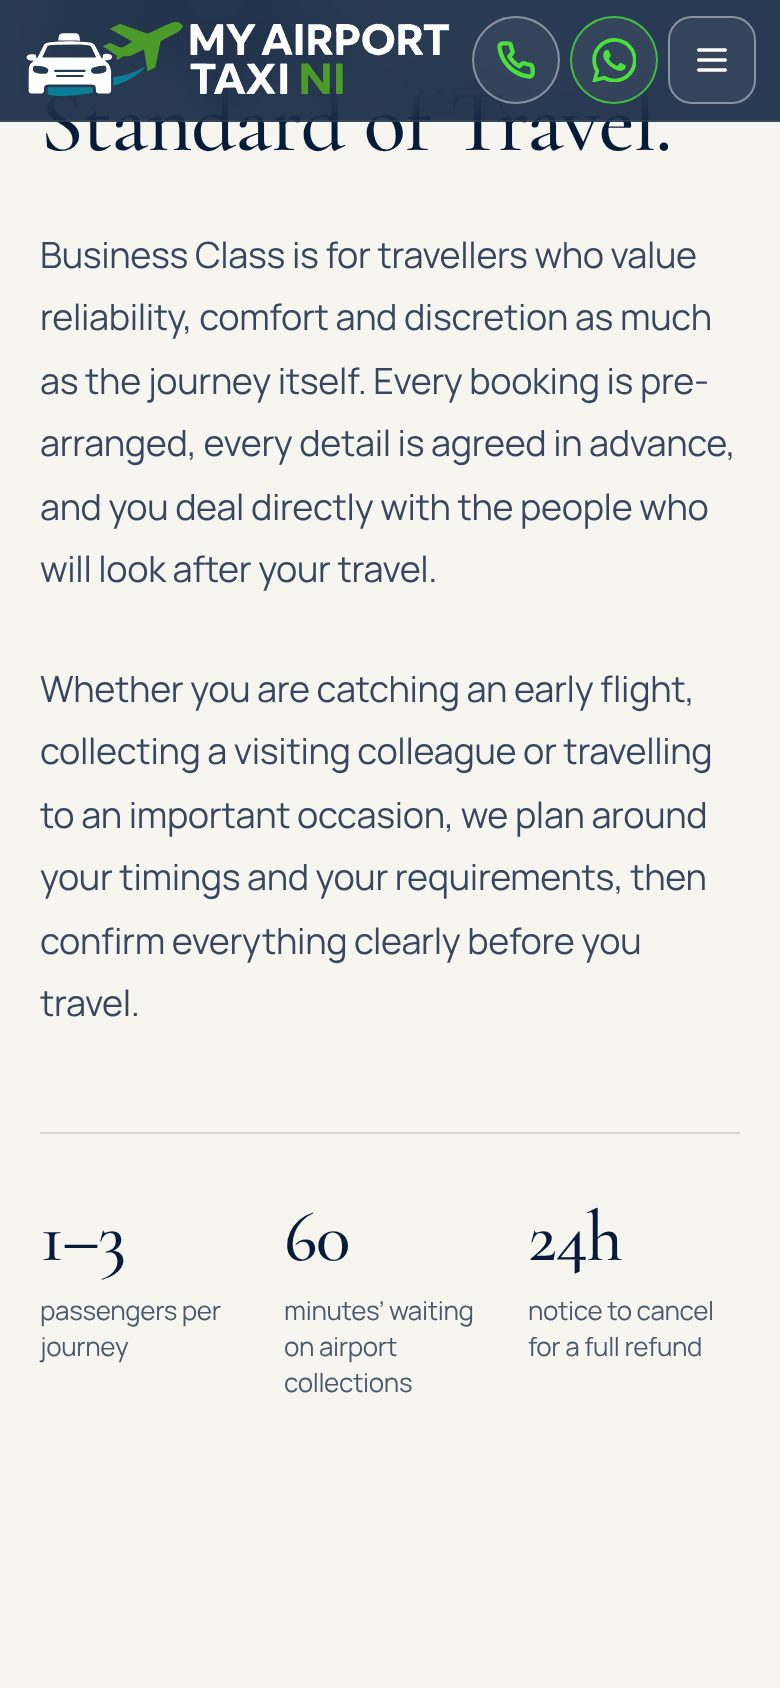 MY AIRPORT
TAXI NI
Standard of Travel.
Business Class is for travellers who value
reliability, comfort and discretion as much
as the journey itself. Every booking is pre-
arranged, every detail is agreed in advance,
and you deal directly with the people who
will look after your travel.
Whether you are catching an early flight,
collecting a visiting colleague or travelling
to an important occasion, we plan around
your timings and your requirements, then
confirm everything clearly before you
travel.
1–3
passengers per
journey
60
minutes’ waiting
on airport
collections
24h
notice to cancel
for a full refund